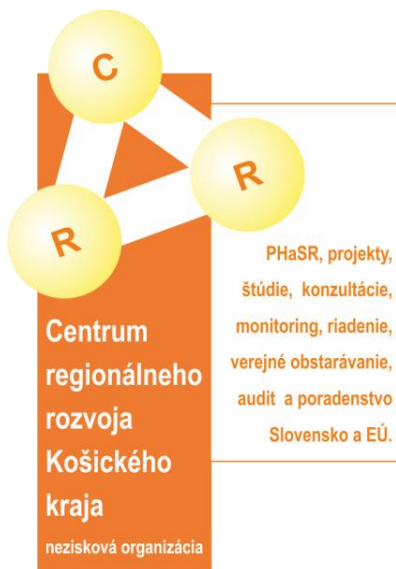 C
R
R
PHaSR, projekty,
štúdie, konzultácie,
monitoring, riadenie,
verejné obstarávanie,
audit a poradenstvo
Slovensko a EÚ.
Centrum
regionálneho
rozvoja
Košického
kraja
nezisková organizácia